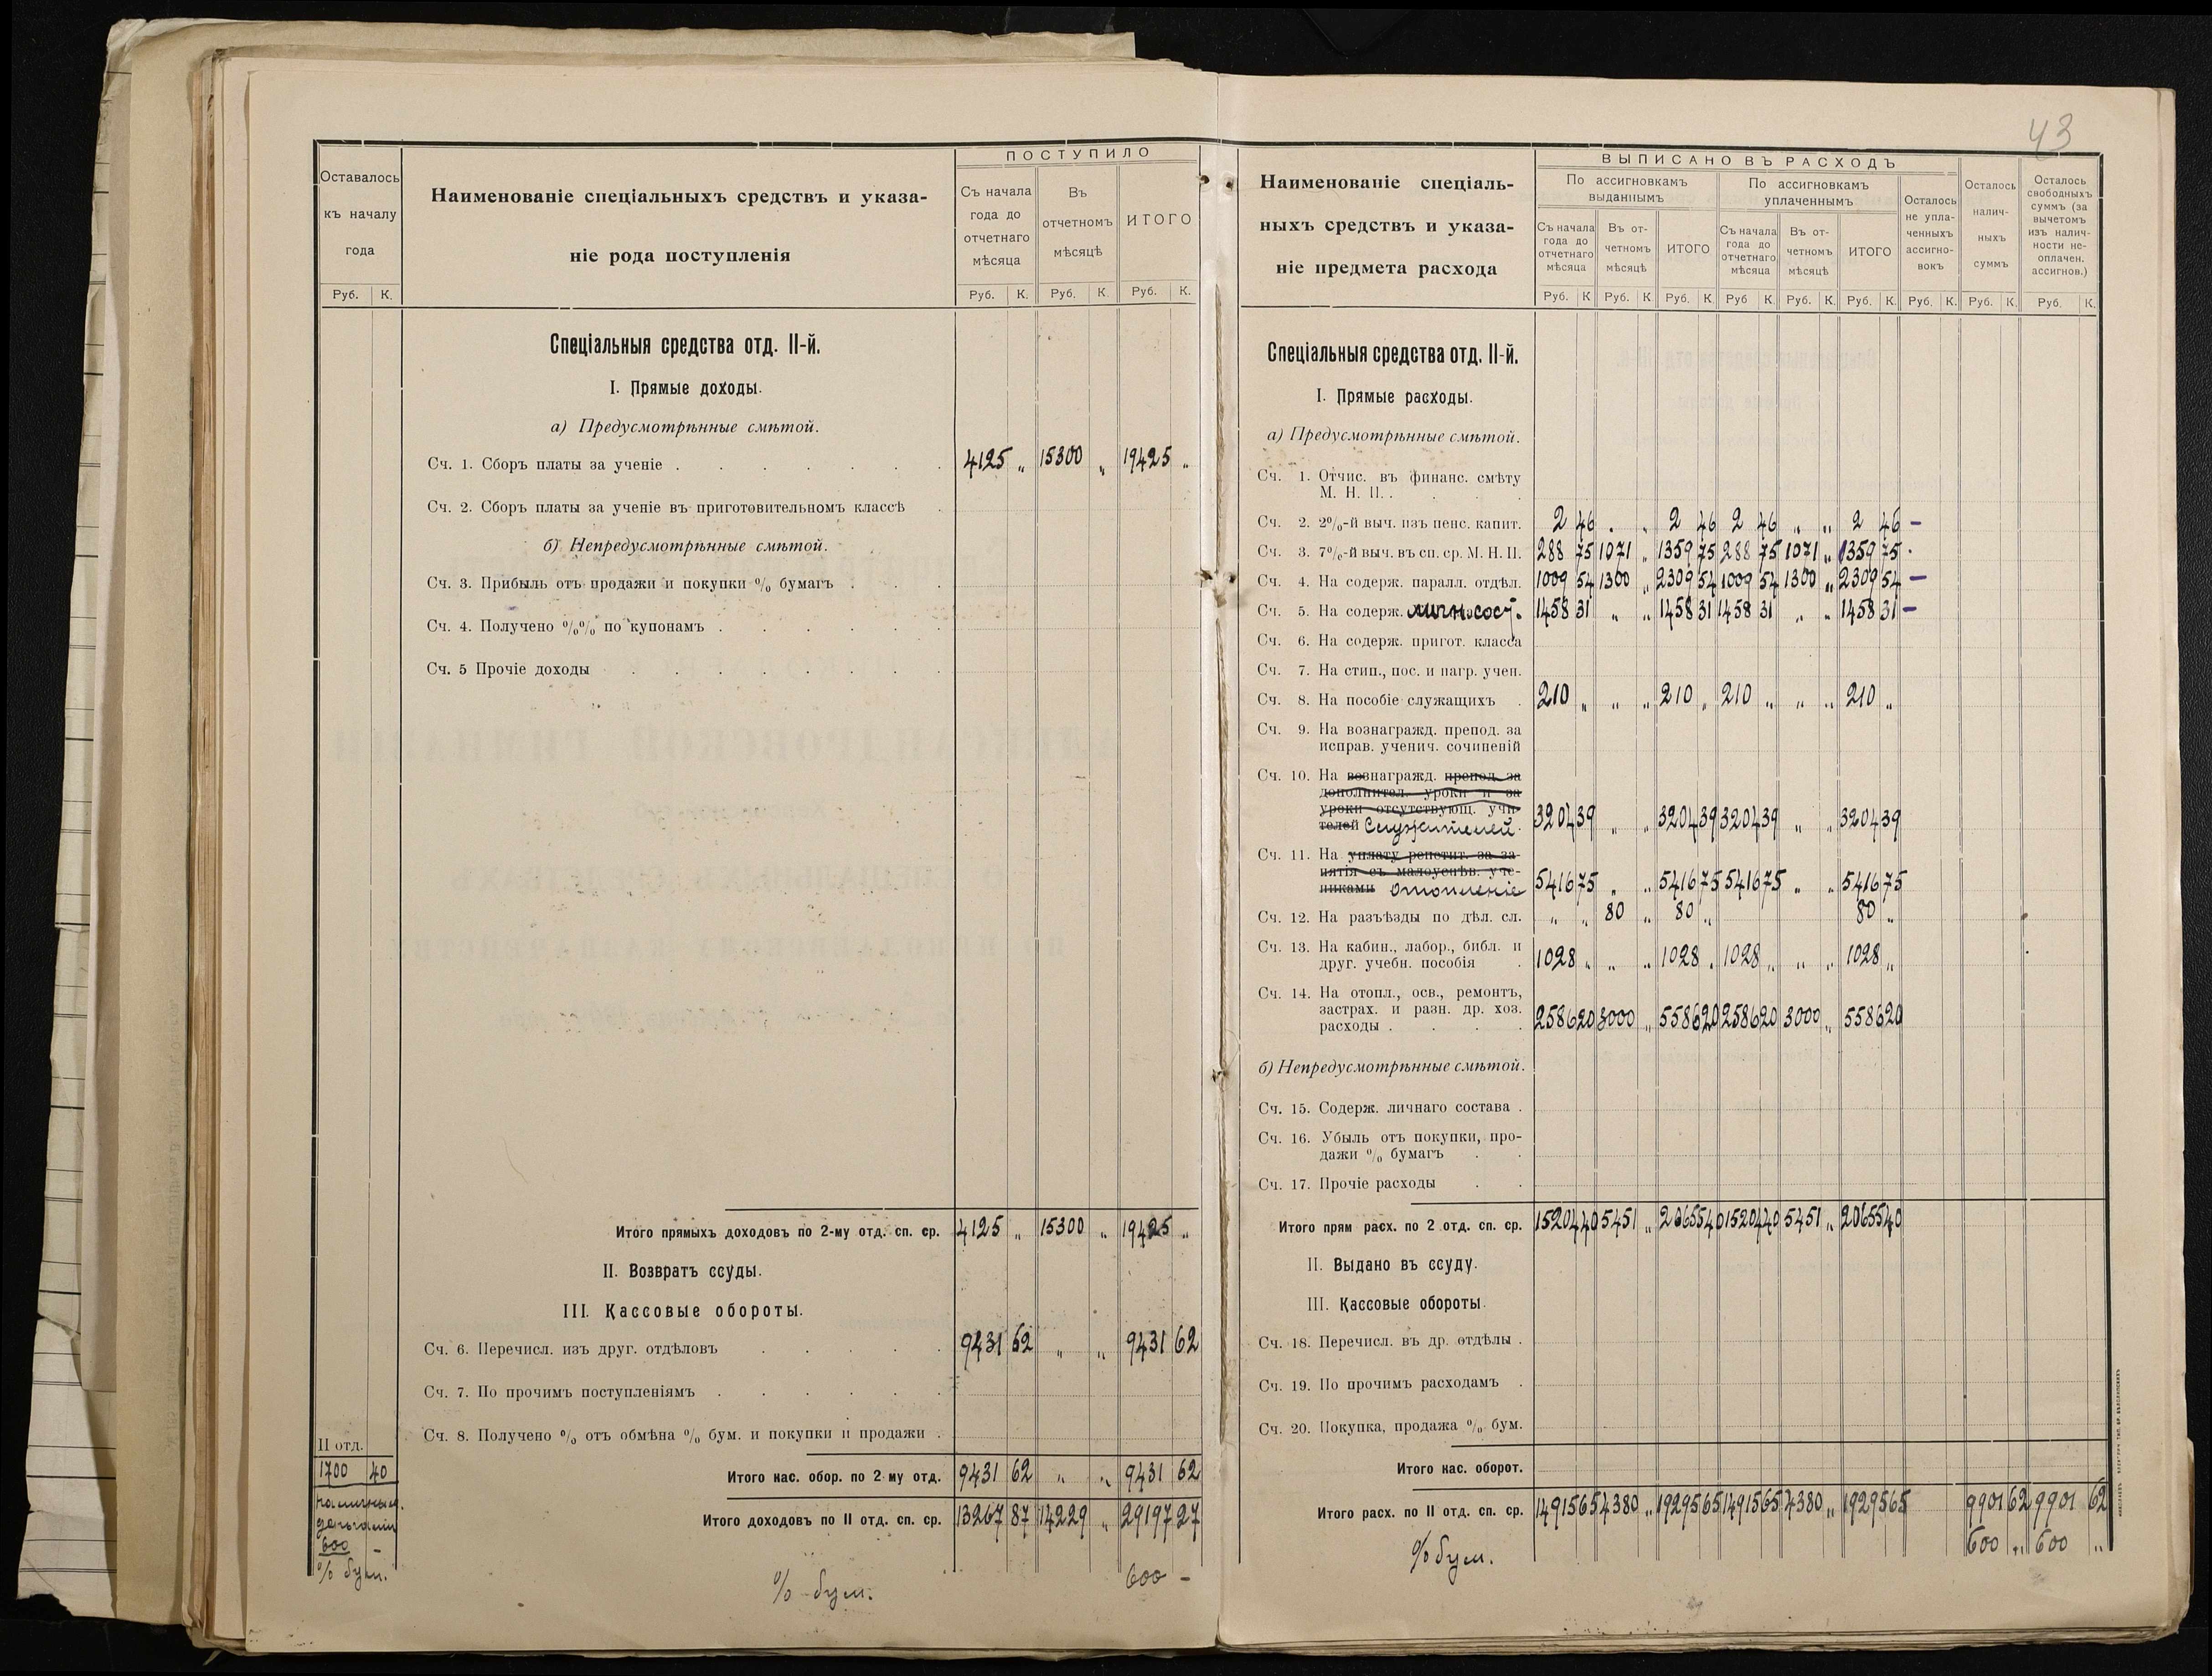 43
ПОСТУПИЛО
Оставалось къ началу года
Наименованіе спеціальныхъ средствъ и указа-
ніе рода поступленія
Съ начала года до отчетнаго мѣсяца
Въ отчетномъ мѣсяцѣ
ИТОГО
Руб. К. Руб. К. Руб. К. Руб. К.
Спеціальныя средства отд. II-й.
I. Прямые доходы.
а) Предусмотрѣнные смѣтой.
Сч. 1. Сборъ платы за ученіе . 4125 „ 15300 „ 19425 „
Сч. 2. Сборъ платы за ученіе въ приготовительномъ классѣ
б) Непредусмотрѣнные смѣтой.
Сч. 3. Прибыль отъ продажи и покупки % бумагъ
Сч. 4. Получено %% по купонамъ
Сч. 5 Прочіе доходы
Итого прямыхъ доходовъ по 2-му отд. сп. ср. 4125 „ 15300 „ 19425 „
II. Возвратъ ссуды.
III. Кассовые обороты.
Сч. 6. Перечисл. изъ друг. отдѣловъ 9431 62 „ „ 9431 62
Сч. 7. По прочимъ поступленіямъ
Сч. 8. Получено % отъ обмѣна % бум. и покупки и продажи
II отд.
1700 40
Итого кас. обор. по 2 му отд. 9431 62 „ „ 9431 62
наличными
деньгами
600 -
% бум.
Итого доходовъ по II отд. сп. ср. 13267 87 14229 „ 29197 27
% бум. 600 -
ВЫПИСАНО ВЪ РАСХОДЪ
Наименованіе спеціаль-
ныхъ средствъ и указа-
ніе предмета расхода
По ассигновкамъ выданнымъ
По ассигновкамъ уплаченнымъ
Съ начала года до отчетнаго мѣсяца
Въ от-
четномъ мѣсяцѣ
ИТОГО
Съ начала года до отчетнаго мѣсяца
Въ от-
четномъ мѣсяцѣ
ИТОГО
Осталось не упла-
ченныхъ ассигно-
вокъ
Осталось налич-
ныхъ суммъ
Осталось свободныхъ суммъ (за вычетомъ изъ налич-
ности не-
оплачен. ассигнов.)
Руб. К Руб. К Руб. К. Руб К. Руб. К. Руб. К. Руб. К. Руб. К. Руб. К.
Спеціальныя средства отд. II-й.
I. Прямые расходы.
а) Предусмотрѣнные смѣтой.
Сч. 1. Отчис. въ финанс. смѣту
М. Н. П. .
Сч. 2. 2%-й выч. изъ пенс. капит. 2 46 „ „ 2 46 2 46 „ „ 2 46 –
Сч. 3. 7%-й выч. въ сп. ср. М. Н. П. 288 75 1071 „ 1359 75 288 75 1071 „ 1359 75
Сч. 4. На содерж. паралл. отдѣл. 1009 54 1300 „ 2309 54 1009 54 1300 „ 2309 54 –
Сч. 5. На содерж. личн. сост. 1458 31 „ „ 1458 31 1458 31 „ „ 1458 31 –
Сч. 6. На содерж. пригот. класса
Сч. 7. На стип., пос. и нагр. учен.
Сч. 8. На пособіе служащихъ . 210 „ „ „ 210 „ 210 „ „ „ 210 „
Сч. 9. На вознагражд. препод. за
исправ. ученич. сочиненій
Сч. 10. На вознагражд. препод. за
дополнител. уроки и за
уроки отсутствующ. учи-
телей Служителей. 3204 39 „ „ 3204 39 3204 39 „ „ 3204 39
Сч. 11. На уплату репетит. за за-
нятія съ малоуспѣв. уче-
никами Отопленіе 5416 75 „ „ 5416 75 5416 75 „ „ 5416 75
Сч. 12. На разъѣзды по дѣл. сл. „ „ 80 „ 80 „ 80 „
Сч. 13. На кабин., лабор., библ. и
друг. учебн. пособія 1028 „ „ „ 1028 „ 1028 „ „ „ 1028 „
Сч. 14. На отопл., осв., ремонтъ,
застрах. и разн. др. хоз.
расходы . 2586 20 3000 „ 5586 20 2586 20 3000 „ 5586 20
б) Непредусмотрѣнные смѣтой.
Сч. 15. Содерж. личнаго состава .
Сч. 16. Убыль отъ покупки, про-
дажи % бумагъ
Сч. 17. Прочіе расходы
Итого прям расх. по 2 отд. сп. ср. 15204 40 5451 „ 20655 40 15204 40 5451 „ 20655 40
II. Выдано въ ссуду.
III. Кассовые обороты.
Сч. 18. Перечисл. въ др. отдѣлы .
Сч. 19. По прочимъ расходамъ .
Сч. 20. Покупка, продажа % бум.
Итого кас. оборот.
Итого расх. по II отд. сп. ср. 14915 65 4380 „ 19295 65 14915 65 4380 „ 19295 65 9901 62 9901 62
% бум. 600 „ 600 „